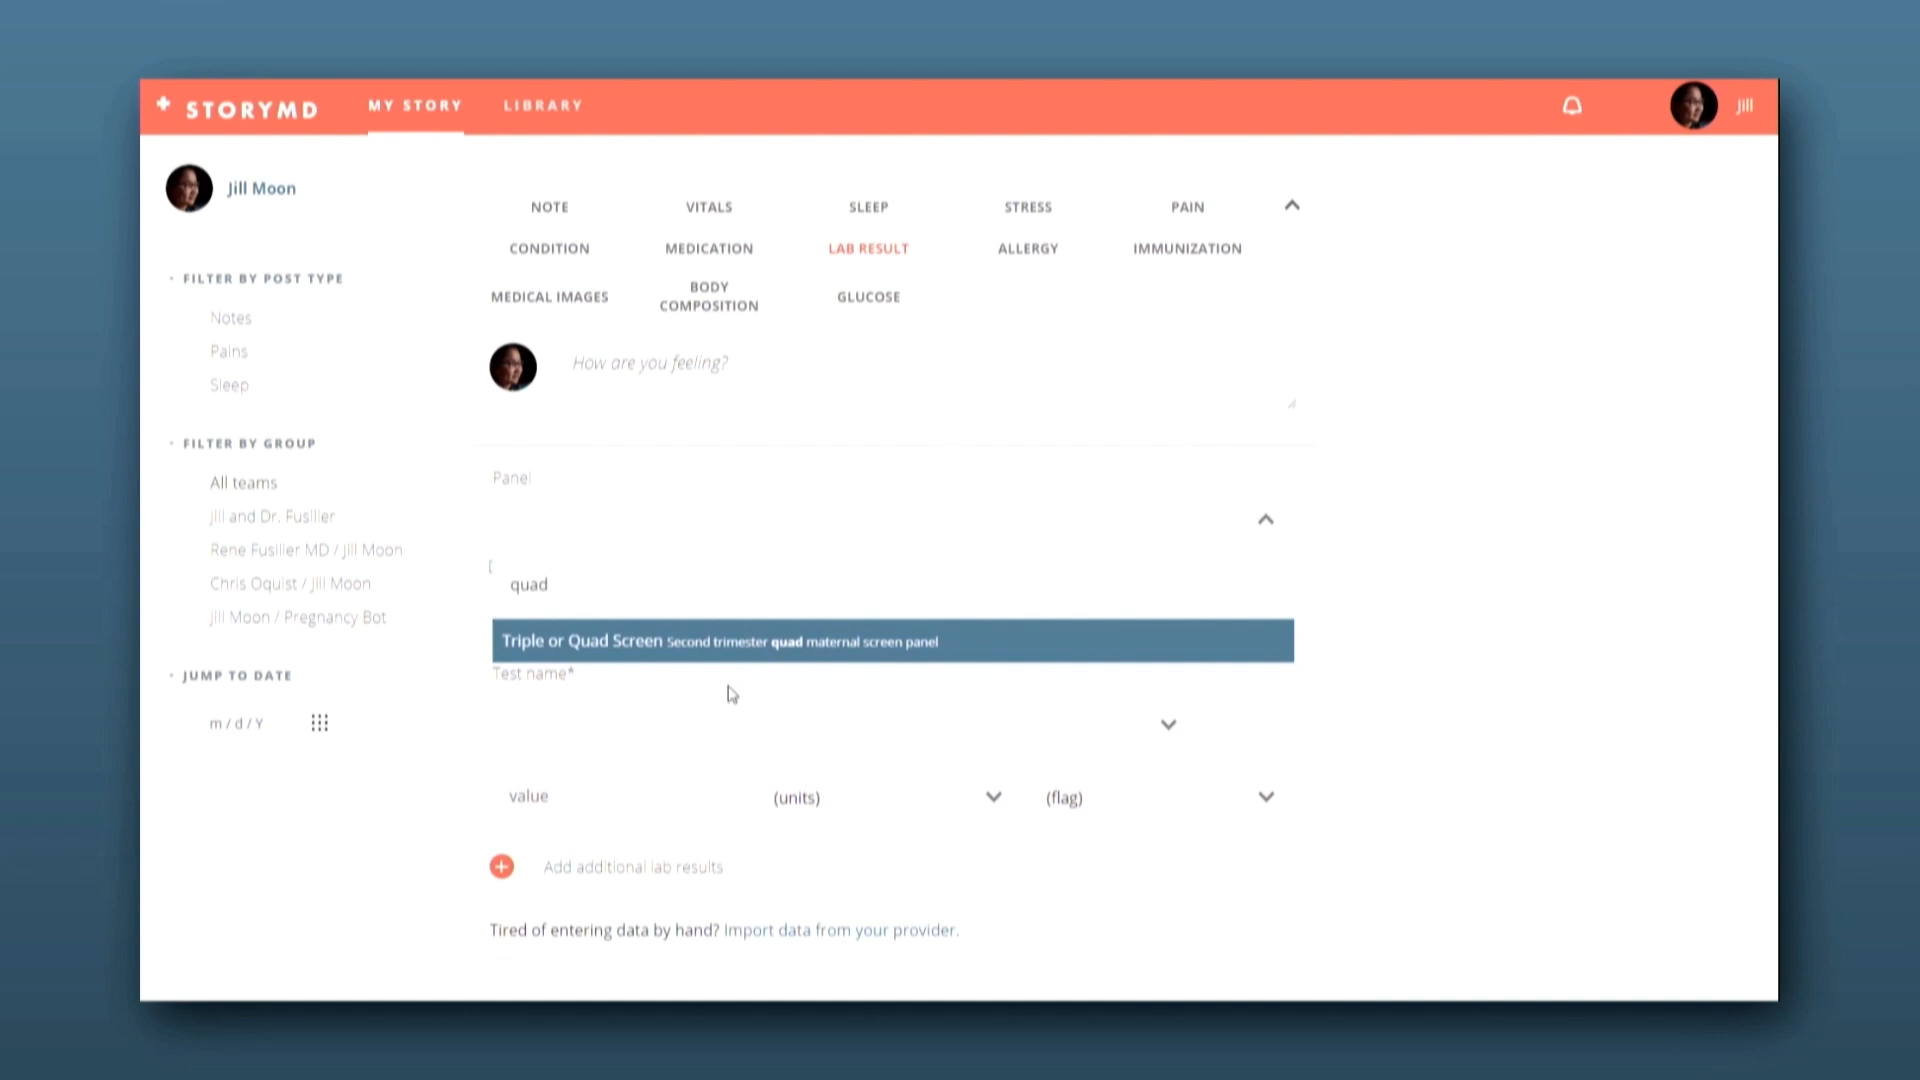 STORYMD MY STORY LIBRARY Jill
Jill Moon
FILTER BY POST TYPE
Notes
Pains
Sleep
FILTER BY GROUP
All teams
Jill and Dr. Fusilier
Rene Fusilier MD / Jill Moon
Chris Oquist / Jill Moon
Jill Moon / Pregnancy Bot
JUMP TO DATE
m / d / Y
NOTE VITALS SLEEP STRESS PAIN
CONDITION MEDICATION LAB RESULT ALLERGY IMMUNIZATION
MEDICAL IMAGES BODY COMPOSITION GLUCOSE
How are you feeling?
Panel
quad
Triple or Quad Screen Second trimester quad maternal screen panel
Test name*
value (units) (flag)
Add additional lab results
Tired of entering data by hand? Import data from your provider.